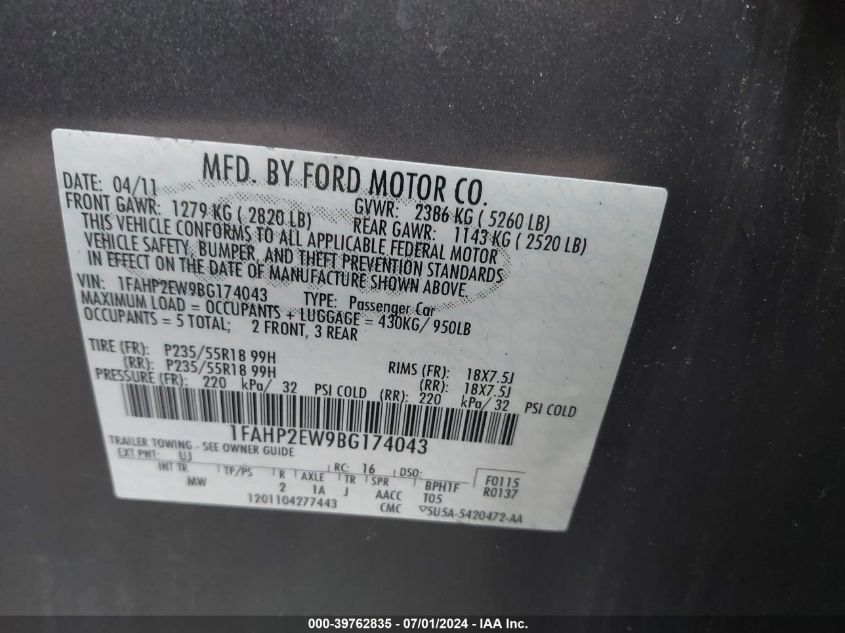 MFD. BY FORD MOTOR CO.
DATE: 04/11 GVWR: 2386 KG ( 5260 LB)
FRONT GAWR: 1279 KG ( 2820 LB) REAR GAWR: 1143 KG ( 2520 LB)
THIS VEHICLE CONFORMS TO ALL APPLICABLE FEDERAL MOTOR
VEHICLE SAFETY, BUMPER, AND THEFT PREVENTION STANDARDS
IN EFFECT ON THE DATE OF MANUFACTURE SHOWN ABOVE.
VIN: 1FAHP2EW9BG174043 TYPE: Passenger Car
MAXIMUM LOAD = OCCUPANTS + LUGGAGE = 430KG/ 950LB
OCCUPANTS = 5 TOTAL; 2 FRONT, 3 REAR
TIRE (FR): P235/55R18 99H RIMS (FR): 18X7.5J
(RR): P235/55R18 99H (RR): 18X7.5J
PRESSURE (FR): 220 kPa/ 32 PSI COLD (RR): 220 kPa/ 32 PSI COLD
1FAHP2EW9BG174043
TRAILER TOWING - SEE OWNER GUIDE
EXT PNT: UJ RC: 16 DSO: F0115
INT TR TP/PS R AXLE TR SPR BPH1F R0137
MW 2 1A J AACC T05
1201104277443 CMC 5U5A-5420472-AA
000-39762835 - 07/01/2024 - IAA Inc.